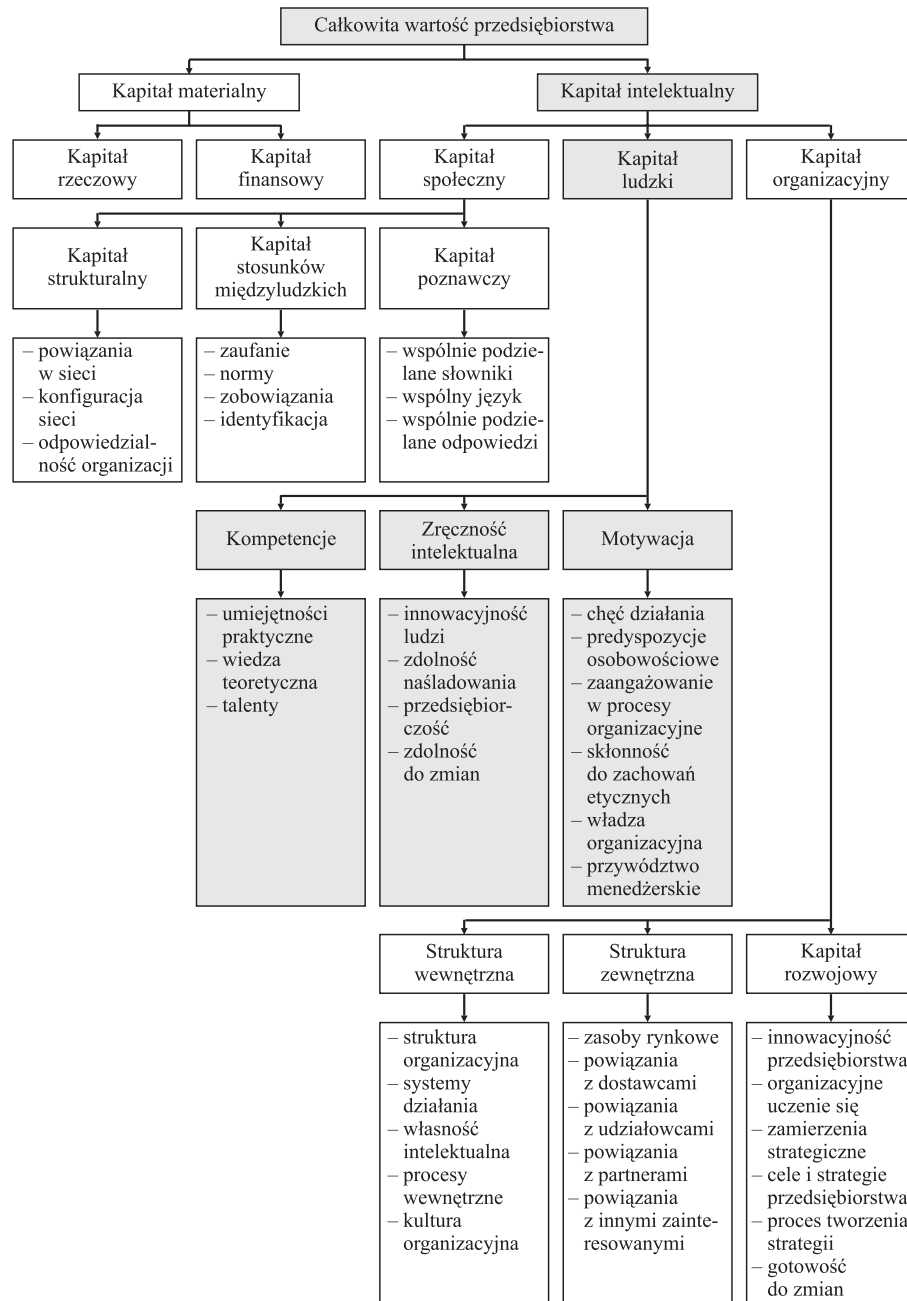 Całkowita wartość przedsiębiorstwa
Kapitał materialny
Kapitał intelektualny
Kapitał
rzeczowy
Kapitał
finansowy
Kapitał
społeczny
Kapitał
ludzki
Kapitał
organizacyjny
Kapitał
strukturalny
Kapitał
stosunków
międzyludzkich
Kapitał
poznawczy
– powiązania
w sieci
– konfiguracja
sieci
– odpowiedzial-
ność organizacji
– zaufanie
– normy
– zobowiązania
– identyfikacja
– wspólnie podzie-
lane słowniki
– wspólny język
– wspólnie podzie-
lane odpowiedzi
Kompetencje
Zręczność
intelektualna
Motywacja
– umiejętności
praktyczne
– wiedza
teoretyczna
– talenty
– innowacyjność
ludzi
– zdolność
naśladowania
– przedsiębior-
czość
– zdolność
do zmian
– chęć działania
– predyspozycje
osobowościowe
– zaangażowanie
w procesy
organizacyjne
– skłonność
do zachowań
etycznych
– władza
organizacyjna
– przywództwo
menedżerskie
Struktura
wewnętrzna
Struktura
zewnętrzna
Kapitał
rozwojowy
– struktura
organizacyjna
– systemy
działania
– własność
intelektualna
– procesy
wewnętrzne
– kultura
organizacyjna
– zasoby rynkowe
– powiązania
z dostawcami
– powiązania
z udziałowcami
– powiązania
z partnerami
– powiązania
z innymi zainte-
resowanymi
– innowacyjność
przedsiębiorstwa
– organizacyjne
uczenie się
– zamierzenia
strategiczne
– cele i strategie
przedsiębiorstwa
– proces tworzenia
strategii
– gotowość
do zmian